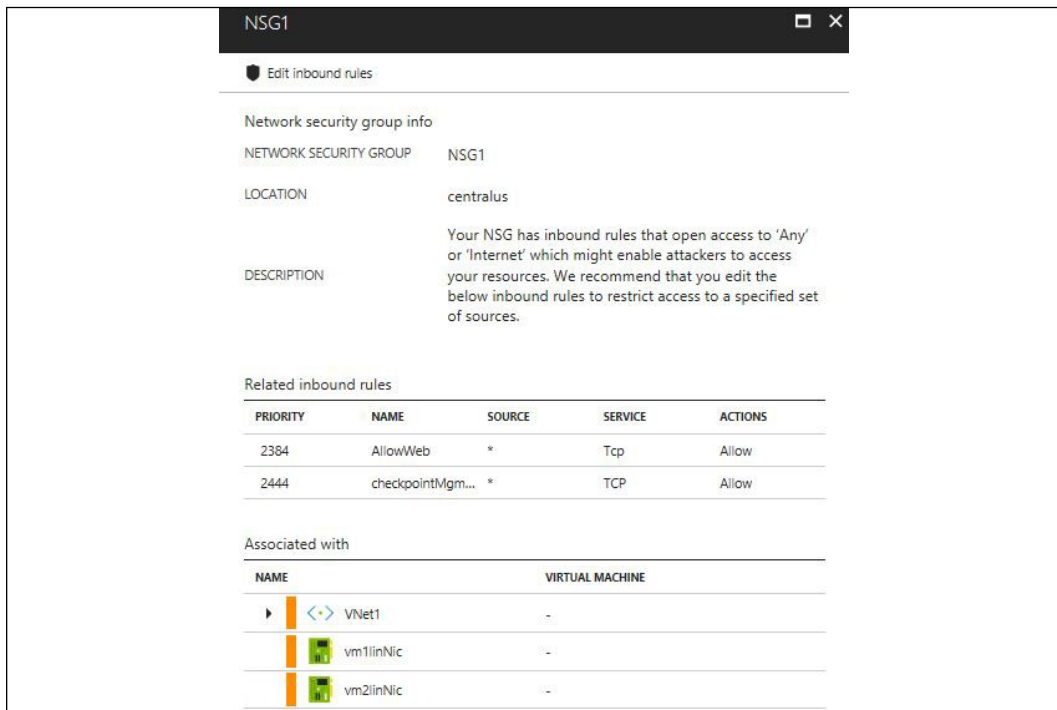 NSG1
Edit inbound rules
Network security group info
NETWORK SECURITY GROUP NSG1
LOCATION centralus
DESCRIPTION Your NSG has inbound rules that open access to ‘Any’
or ‘Internet’ which might enable attackers to access
your resources. We recommend that you edit the
below inbound rules to restrict access to a specified set
of sources.
Related inbound rules
PRIORITY NAME SOURCE SERVICE ACTIONS
2384 AllowWeb * Tcp Allow
2444 checkpointMgm... * TCP Allow
Associated with
NAME VIRTUAL MACHINE
VNet1 -
vm1linNic -
vm2linNic -